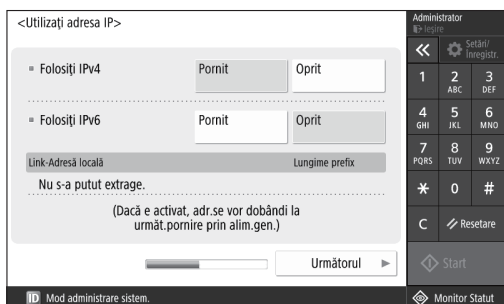 <Utilizați adresa IP>
Folosiți IPv4
Pornit
Oprit
Folosiți IPv6
Pornit
Oprit
Link-Adresă locală
Lungime prefix
Nu s-a putut extrage.
(Dacă e activat, adr.se vor dobândi la
următ.pornire prin alim.gen.)
Următorul
ID Mod administrare sistem.
Administrator
Ieşire
Setări/
Înregistr.
1
2
ABC
3
DEF
4
GHI
5
JKL
6
MNO
7
PQRS
8
TUV
9
WXYZ
*
0
#
C
Resetare
Start
Monitor Statut